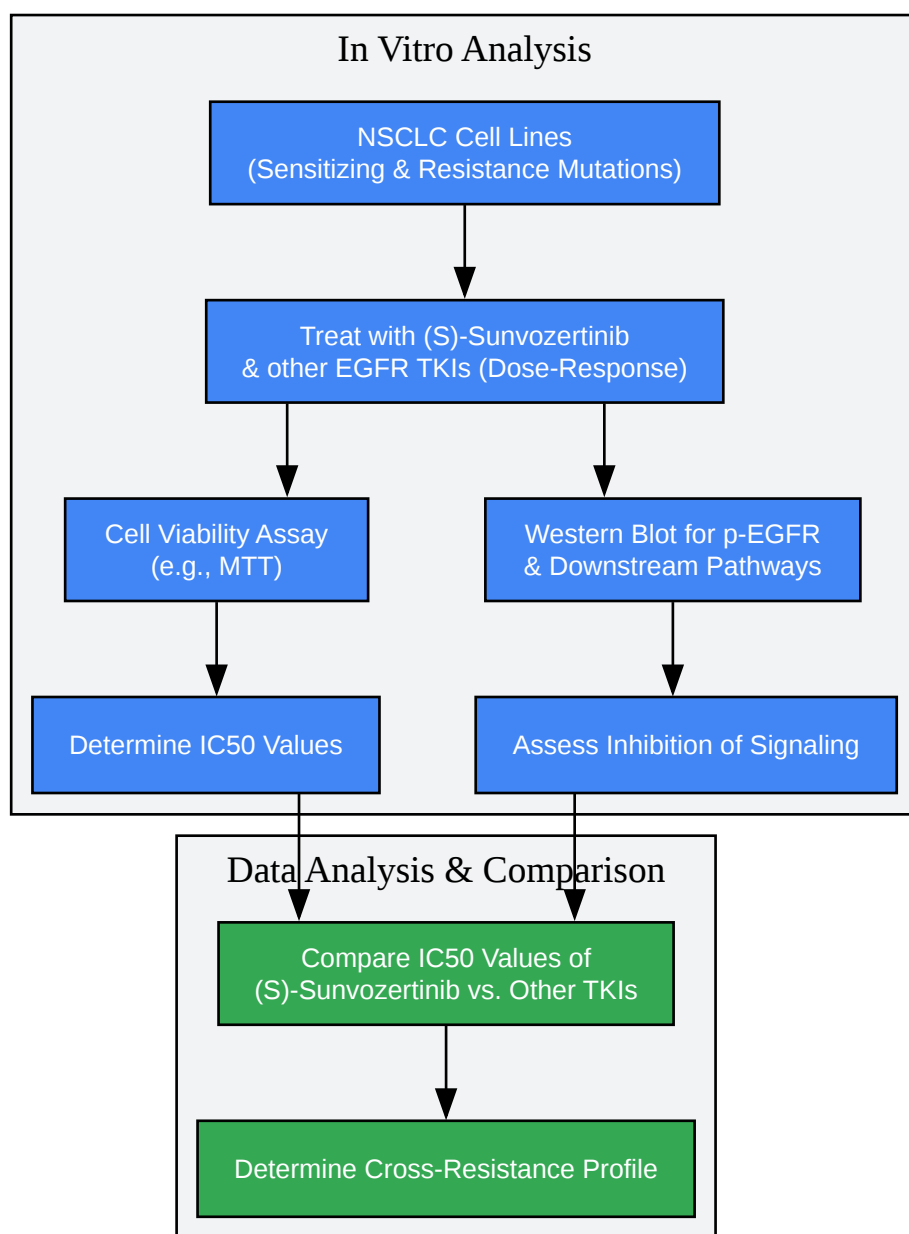 In Vitro Analysis
NSCLC Cell Lines
(Sensitizing & Resistance Mutations)
Treat with (S)-Sunvozertinib
& other EGFR TKIs (Dose-Response)
Cell Viability Assay
(e.g., MTT)
Western Blot for p-EGFR
& Downstream Pathways
Determine IC50 Values
Assess Inhibition of Signaling
Data Analysis & Comparison
Compare IC50 Values of
(S)-Sunvozertinib vs. Other TKIs
Determine Cross-Resistance Profile